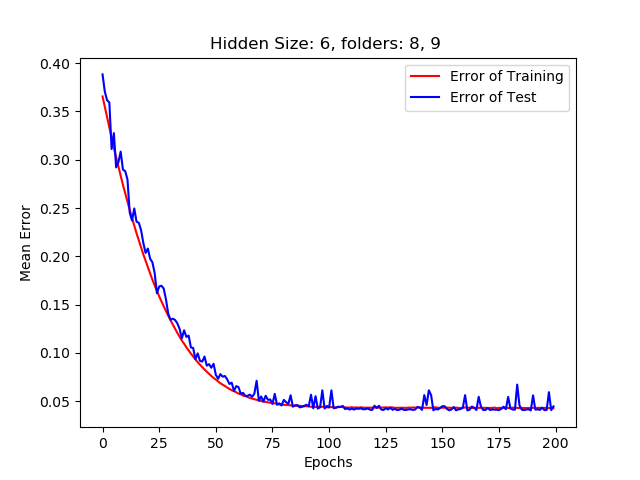 Hidden Size: 6, folders: 8, 9
Error of Training
Error of Test
Mean Error
0.40
0.35
0.30
0.25
0.20
0.15
0.10
0.05
0 25 50 75 100 125 150 175 200
Epochs